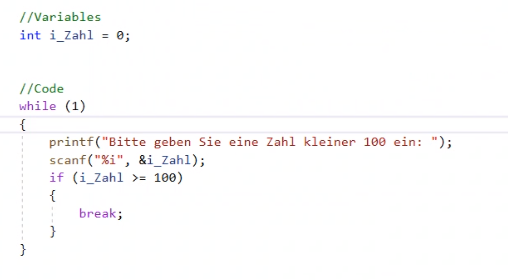 //Variables
int i_Zahl = 0;
//Code
while (1)
{
printf("Bitte geben Sie eine Zahl kleiner 100 ein: ");
scanf("%i", &i_Zahl);
if (i_Zahl >= 100)
{
break;
}
}